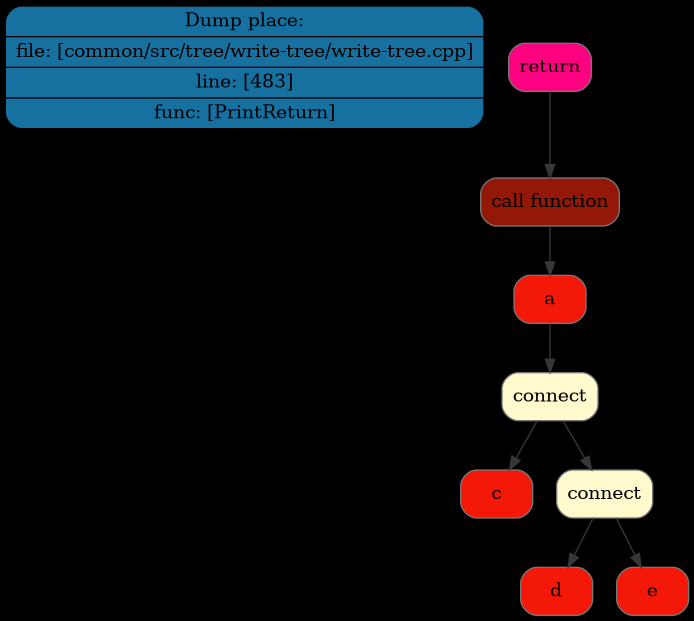 Dump place:
file: [common/src/tree/write-tree/write-tree.cpp]
line: [483]
func: [PrintReturn]
return
call function
a
connect
c
connect
d
e